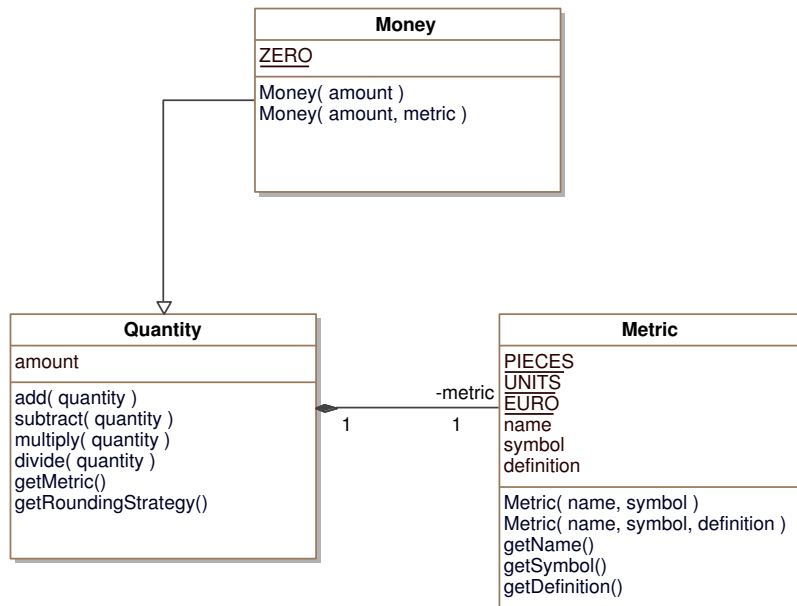 Money
ZERO
Money( amount )
Money( amount, metric )
Quantity
amount
add( quantity )
subtract( quantity )
multiply( quantity )
divide( quantity )
getMetric()
getRoundingStrategy()
-metric
1
1
Metric
PIECES
UNITS
EURO
name
symbol
definition
Metric( name, symbol )
Metric( name, symbol, definition )
getName()
getSymbol()
getDefinition()